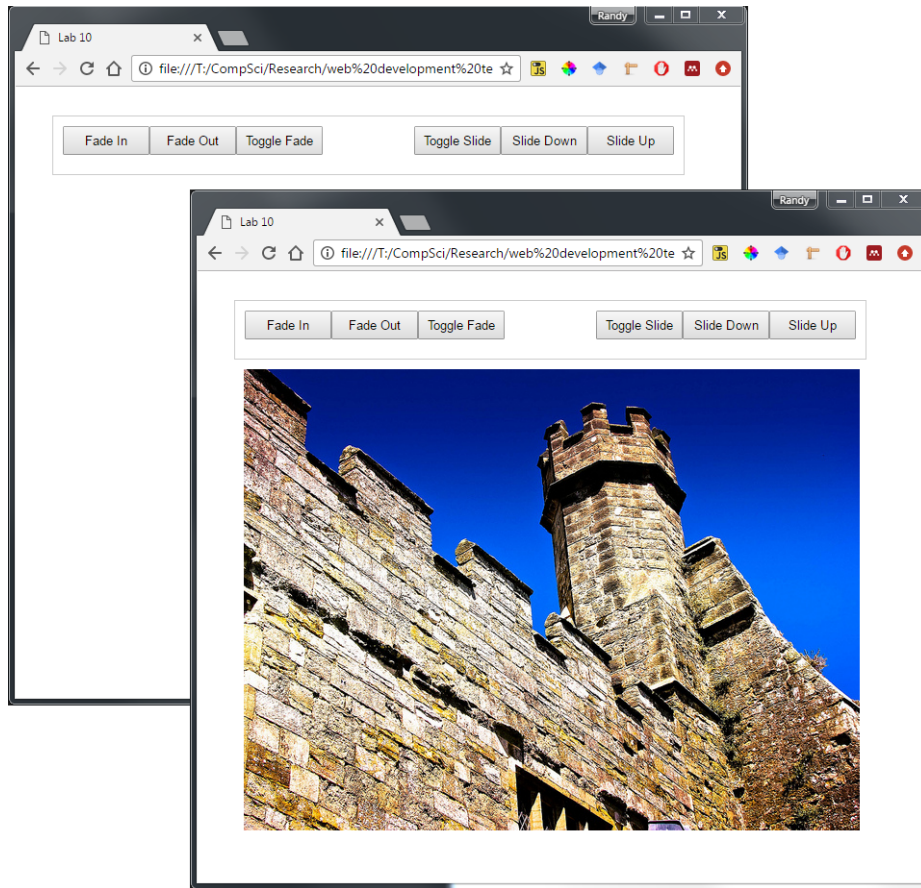 Randy
Lab 10
file:///T:/CompSci/Research/web%20development%20te
JS
Fade In Fade Out Toggle Fade Toggle Slide Slide Down Slide Up
Randy
Lab 10
file:///T:/CompSci/Research/web%20development%20te
JS
Fade In Fade Out Toggle Fade Toggle Slide Slide Down Slide Up